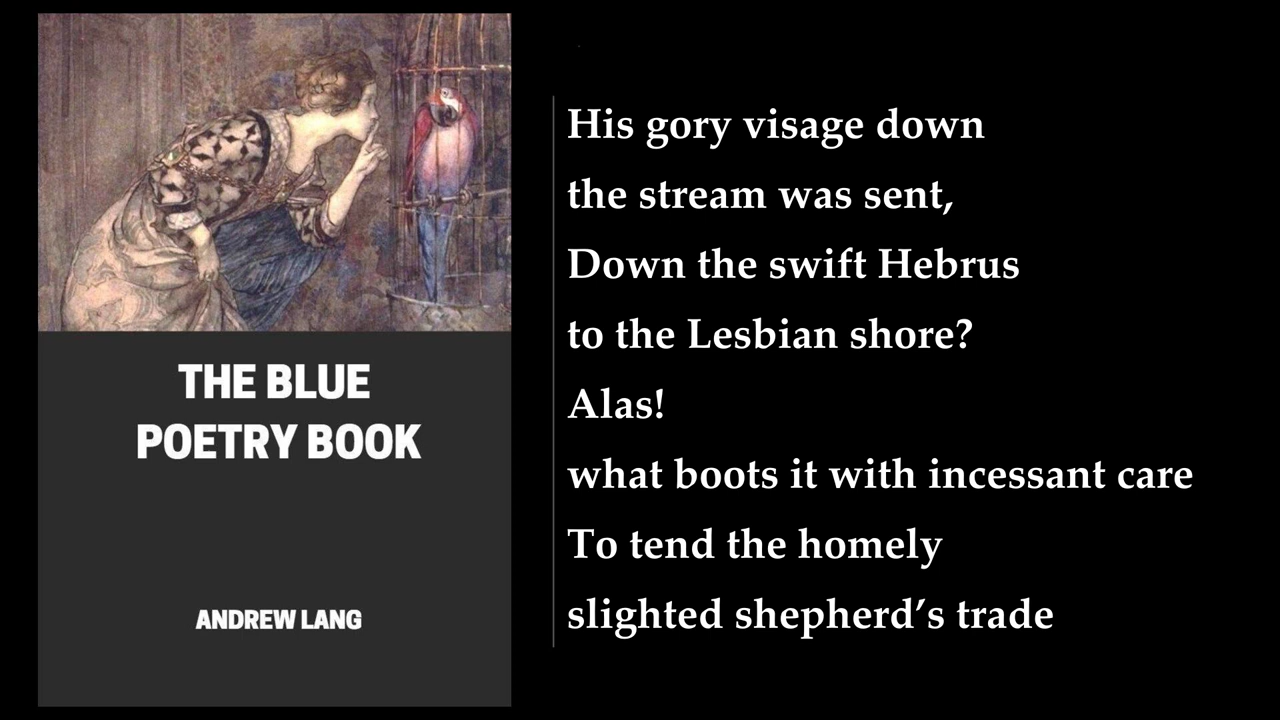 THE BLUE
POETRY BOOK
ANDREW LANG
His gory visage down
the stream was sent,
Down the swift Hebrus
to the Lesbian shore?
Alas!
what boots it with incessant care
To tend the homely
slighted shepherd’s trade